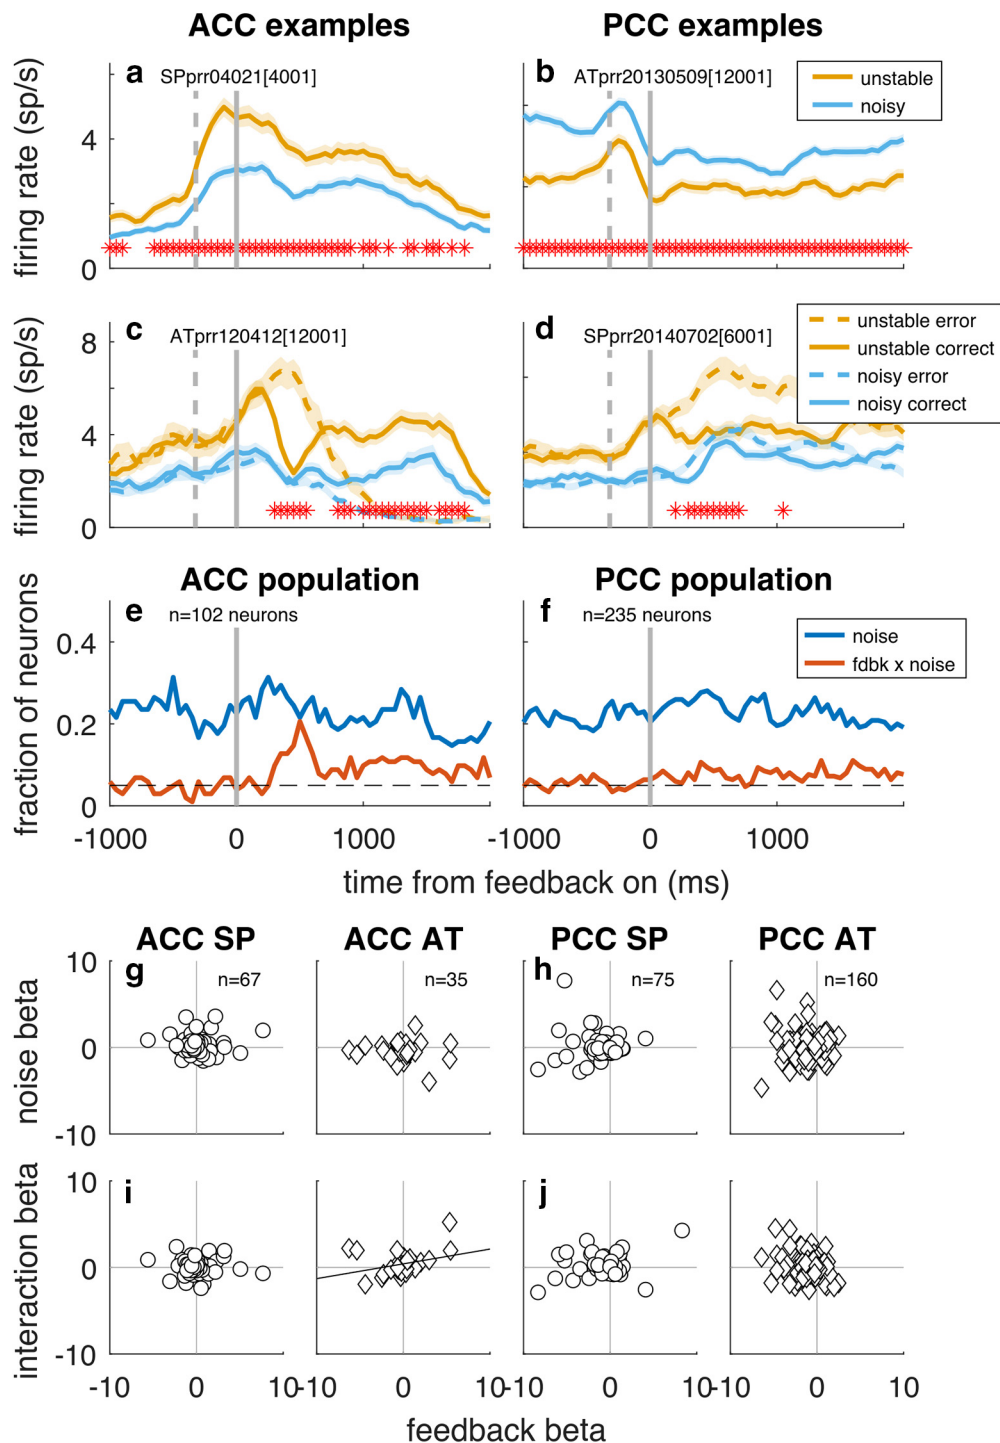 ACC examples
PCC examples
a
SPprr04021[4001]
b
ATprr20130509[12001]
unstable
noisy
firing rate (sp/s)
4
0
c
ATprr120412[12001]
d
SPprr20140702[6001]
unstable error
unstable correct
noisy error
noisy correct
firing rate (sp/s)
8
4
0
ACC population
PCC population
e
n=102 neurons
f
n=235 neurons
noise
fdbk x noise
fraction of neurons
0.4
0.2
0
-1000
0
1000
-1000
0
1000
time from feedback on (ms)
ACC SP
ACC AT
PCC SP
PCC AT
g
n=67
n=35
h
n=75
n=160
noise beta
10
0
-10
i
j
interaction beta
10
0
-10
-10
0
10
-10
0
10
-10
0
10
-10
0
10
feedback beta